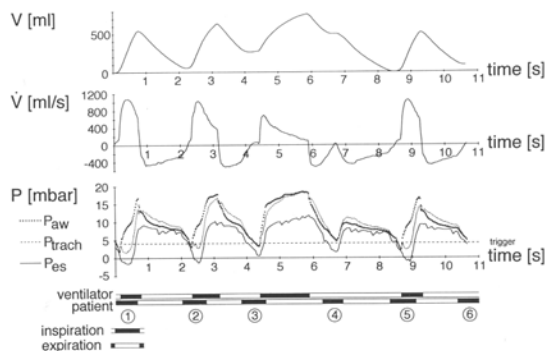 V [ml]
500
1 2 3 4 5 6 7 8 9 10 11
time [s]
V̇ [ml/s]
1200
800
400
-400
1 2 3 4 5 6 7 8 9 10 11
time [s]
P [mbar]
20
15
10
5
0
-5
Paw
Ptrach
Pes
trigger
1 2 3 4 5 6 7 8 9 10 11
time [s]
ventilator
patient
① ② ③ ④ ⑤ ⑥
inspiration
expiration